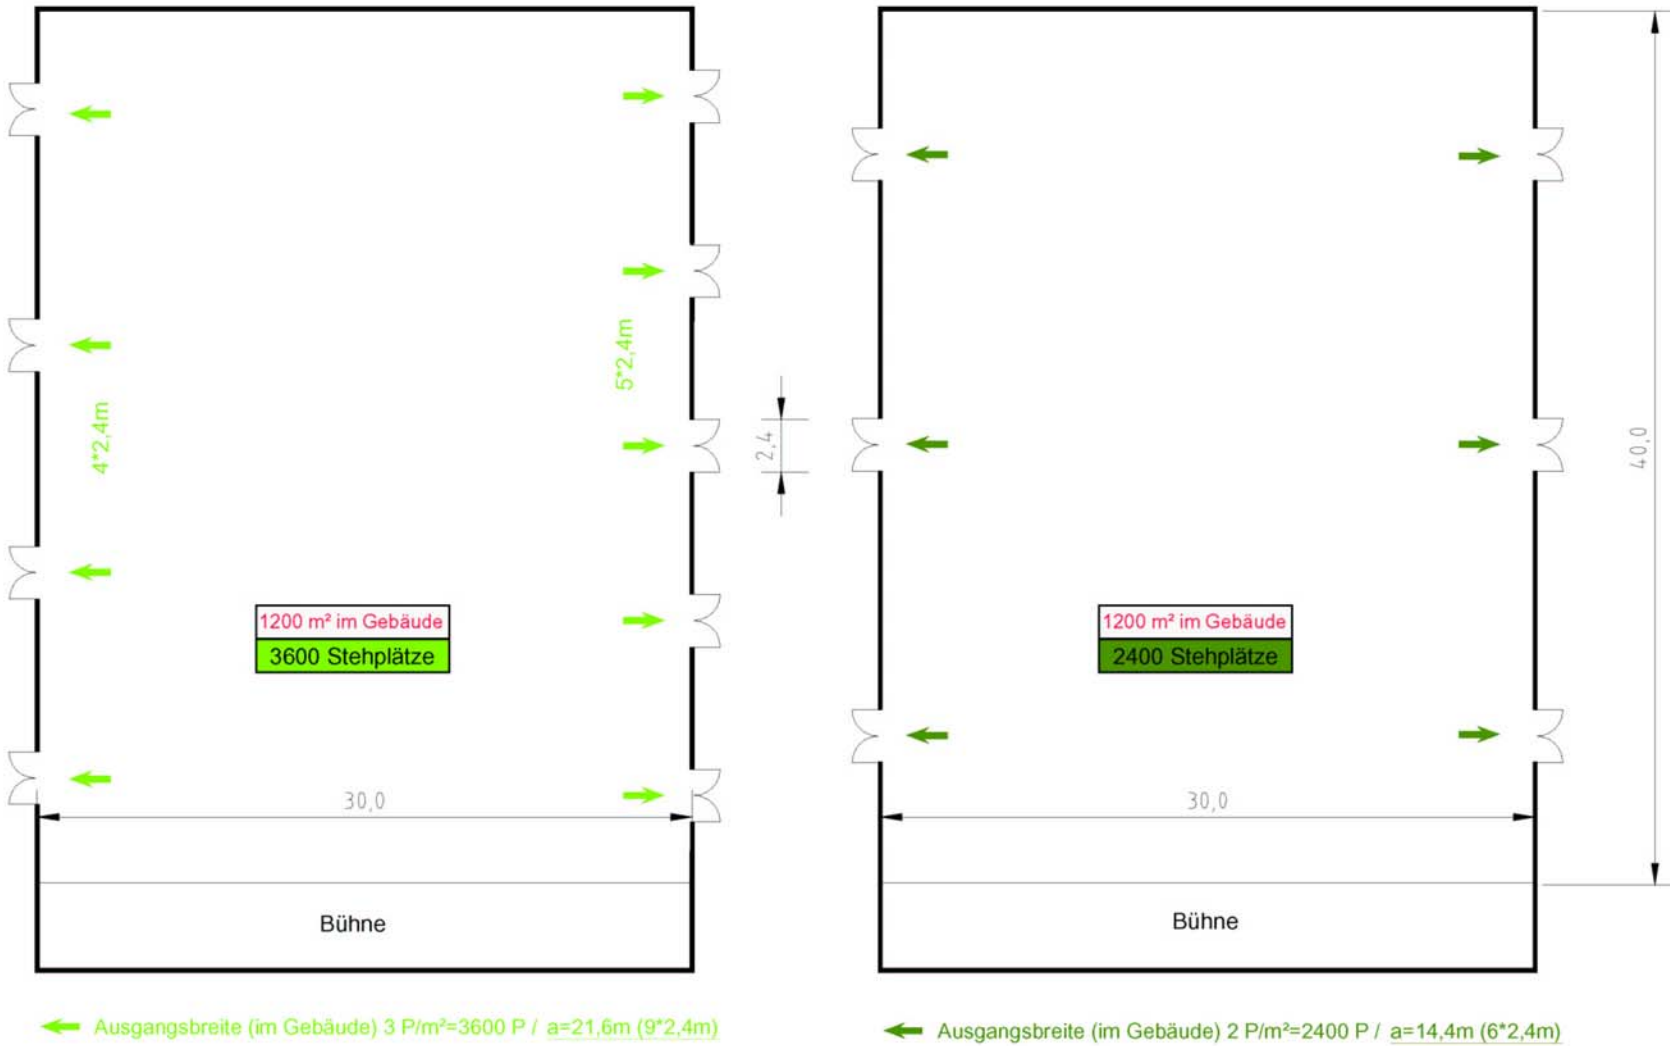 5*2,4m
4*2,4m
2,4
40,0
1200 m² im Gebäude
3600 Stehplätze
1200 m² im Gebäude
2400 Stehplätze
30,0
30,0
Bühne
Bühne
Ausgangsbreite (im Gebäude) 3 P/m²=3600 P / a=21,6m (9*2,4m)
Ausgangsbreite (im Gebäude) 2 P/m²=2400 P / a=14,4m (6*2,4m)